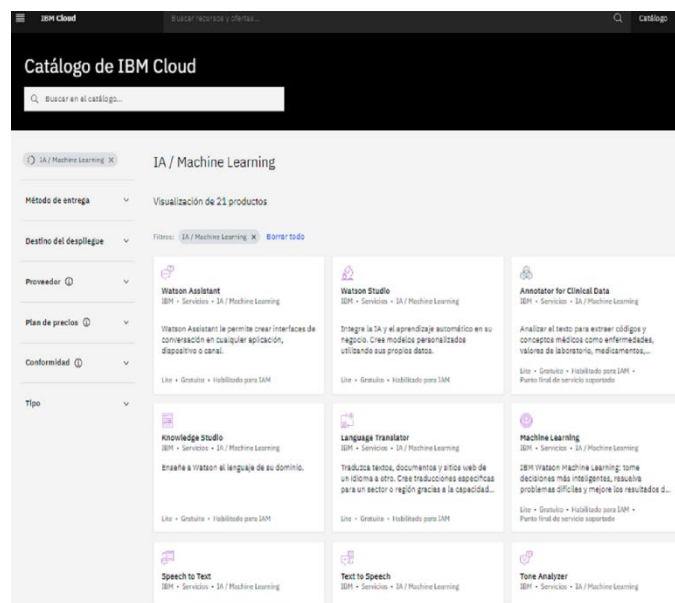 IBM Cloud
Buscar recursos y ofertas...
Catálogo
Catálogo de IBM Cloud
Buscar en el catálogo...
IA / Machine Learning X
Método de entrega
Destino del despliegue
Proveedor
Plan de precios
Conformidad
Tipo
IA / Machine Learning
Visualización de 21 productos
Filtros: IA / Machine Learning X Borrar todo
Watson Assistant
IBM • Servicios • IA / Machine Learning
Watson Assistant le permite crear interfaces de
conversación en cualquier aplicación,
dispositivo o canal.
Lite • Gratuito • Habilitado para IAM
Watson Studio
IBM • Servicios • IA / Machine Learning
Integre la IA y el aprendizaje automático en su
negocio. Cree modelos personalizados
utilizando sus propios datos.
Lite • Gratuito • Habilitado para IAM
Annotator for Clinical Data
IBM • Servicios • IA / Machine Learning
Analizar el texto para extraer códigos y
conceptos médicos como enfermedades,
valores de laboratorio, medicamentos,...
Lite • Gratuito • Habilitado para IAM •
Punto final de servicio soportado
Knowledge Studio
IBM • Servicios • IA / Machine Learning
Enseñe a Watson el lenguaje de su dominio.
Lite • Gratuito • Habilitado para IAM
Language Translator
IBM • Servicios • IA / Machine Learning
Traduzca textos, documentos y sitios web de
un idioma a otro. Cree traducciones específicas
para un sector o región gracias a la capacidad...
Lite • Gratuito • Habilitado para IAM
Machine Learning
IBM • Servicios • IA / Machine Learning
IBM Watson Machine Learning: tome
decisiones más inteligentes, resuelva
problemas difíciles y mejore los resultados d...
Lite • Gratuito • Habilitado para IAM •
Punto final de servicio soportado
Speech to Text
IBM • Servicios • IA / Machine Learning
Text to Speech
IBM • Servicios • IA / Machine Learning
Tone Analyzer
IBM • Servicios • IA / Machine Learning